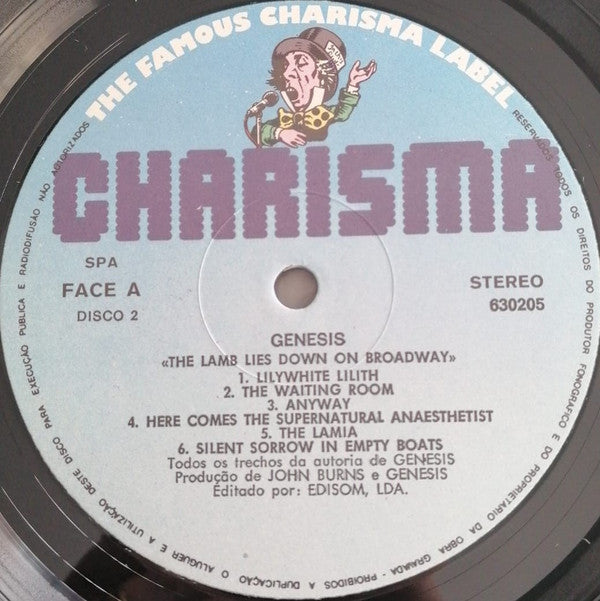 THE FAMOUS CHARISMA LABEL
CHARISMA
SPA
FACE A
DISCO 2
STEREO
630205
GENESIS
«THE LAMB LIES DOWN ON BROADWAY»
1. LILYWHITE LILITH
2. THE WAITING ROOM
3. ANYWAY
4. HERE COMES THE SUPERNATURAL ANAESTHETIST
5. THE LAMIA
6. SILENT SORROW IN EMPTY BOATS
Todos os trechos da autoria de GENESIS
Produção de JOHN BURNS e GENESIS
Editado por: EDISOM, LDA.
RESERVADOS TODOS OS DIREITOS DO PRODUTOR FONOGRAFICO E DO PROPRIETARIO DA OBRA GRAVADA - PROIBIDOS A DUPLICAÇÃO O ALUGUER E A UTILIZAÇÃO DESTE DISCO PARA EXECUÇÃO PUBLICA E RADIODIFUSÃO NÃO AUTORIZADOS